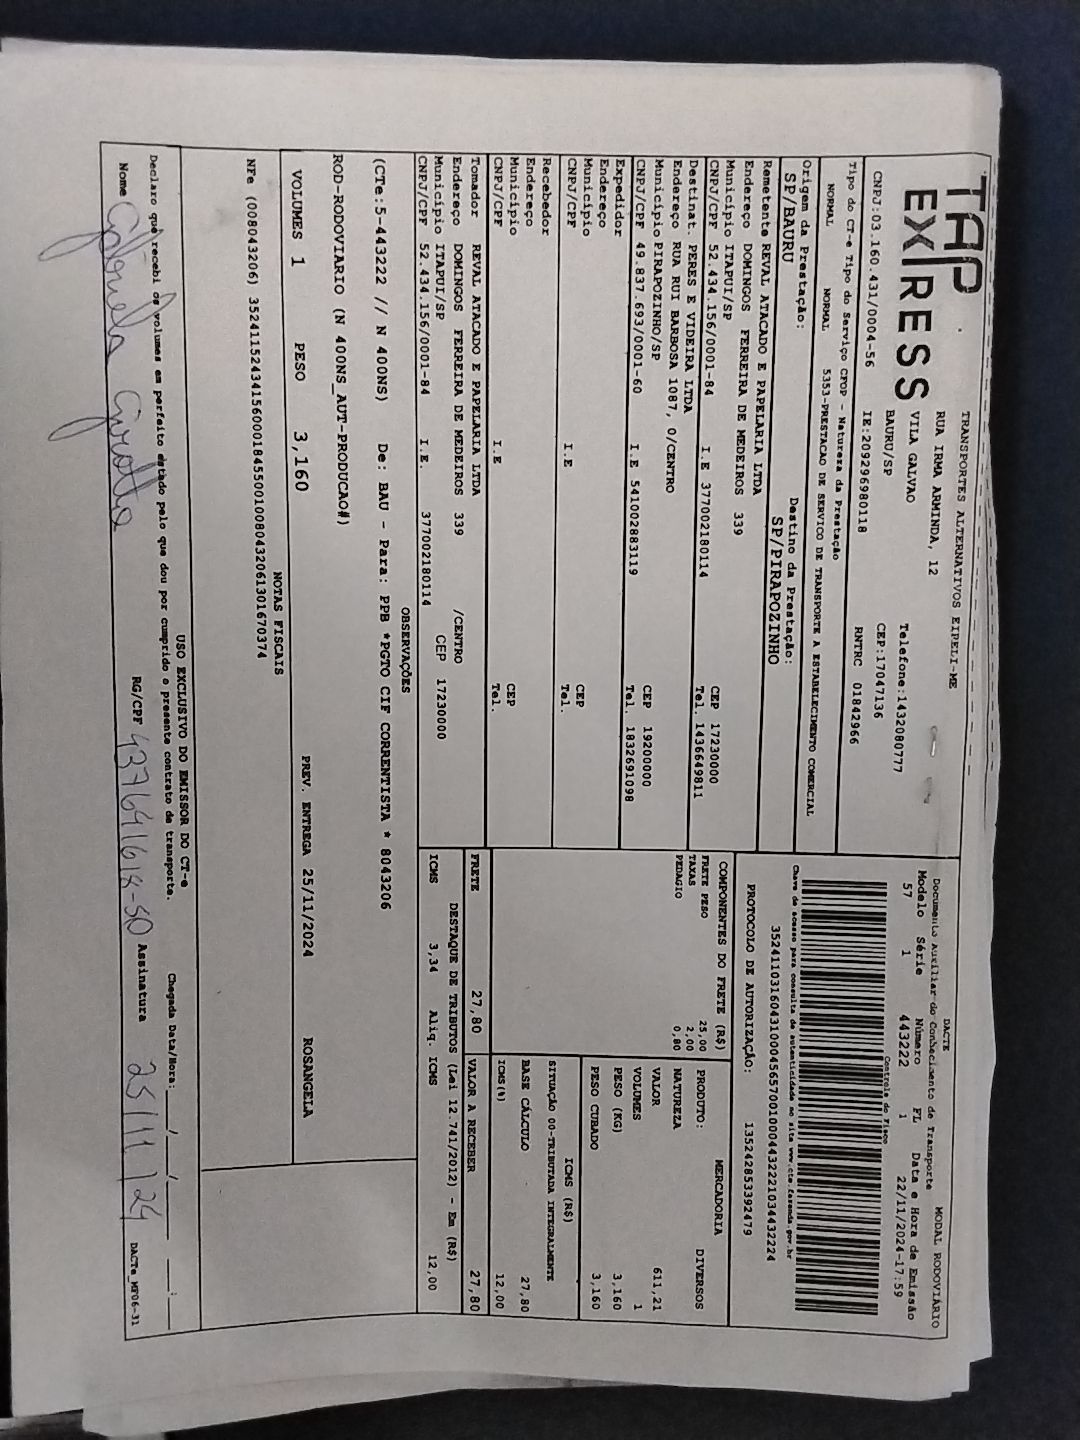 TAP EXPRESS
TRANSPORTES ALTERNATIVOS EIPELI-ME
RUA IRMA ARMINDA, 12
VILA GALVAO
Telefone:1432080777
BAURU/SP
CEP:17047136
CNPJ:03.160.431/0004-56
IE:209296980118
RNTRC 01842966
Tipo do CT-e Tipo do Serviço CFOP - Natureza da Prestação
NORMAL NORMAL 5353-PRESTACAO DE SERVICO DE TRANSPORTE A ESTABELECIMENTO COMERCIAL
Origem da Prestação: Destino da Prestação:
SP/BAURU SP/PIRAPOZINHO
DACTE MODAL RODOVIÁRIO
Documento Auxiliar do Conhecimento de Transporte
Modelo Série Número FL Data e Hora de Emissão
57 1 443222 1 22/11/2024-17:59
Controle do Fisco
Chave de acesso para consulta de autenticidade no site www.cte.fazenda.gov.br
35241103160431000456570010004432221034432224
PROTOCOLO DE AUTORIZAÇÃO: 135242853392479
Remetente REVAL ATACADO E PAPELARIA LTDA
Endereço DOMINGOS FERREIRA DE MEDEIROS 339
Município ITAPUI/SP CEP 17230000
CNPJ/CPF 52.434.156/0001-84 I.E 377002180114 Tel. 1436649811
Destinat. PERES E VIDEIRA LTDA
Endereço RUA RUI BARBOSA 1087, 0/CENTRO
Município PIRAPOZINHO/SP CEP 19200000
CNPJ/CPF 49.837.693/0001-60 I.E 541002883119 Tel. 1832691098
Expedidor
Endereço
Município CEP
CNPJ/CPF I.E Tel.
Recebedor
Endereço
Município CEP
CNPJ/CPF I.E Tel.
Tomador REVAL ATACADO E PAPELARIA LTDA
Endereço DOMINGOS FERREIRA DE MEDEIROS 339 /CENTRO
Município ITAPUI/SP CEP 17230000
CNPJ/CPF 52.434.156/0001-84 I.E. 377002180114
COMPONENTES DO FRETE (R$)
FRETE PESO 25,00
TAXAS 2,00
PEDAGIO 0,80
MERCADORIA
PRODUTO: DIVERSOS
NATUREZA
VALOR 611,21
VOLUMES 1
PESO (KG) 3,160
PESO CUBADO 3,160
ICMS (R$)
SITUAÇÃO 00-TRIBUTADA INTEGRALMENTE
BASE CÁLCULO 27,80
ICMS(%) 12,00
FRETE 27,80 VALOR A RECEBER 27,80
DESTAQUE DE TRIBUTOS (Lei 12.741/2012) - Em (R$)
ICMS 3,34 Aliq. ICMS 12,00
OBSERVAÇÕES
(CTe:5-443222 // N 400NS) De: BAU - Para: PPB *PGTO CIF CORRENTISTA * 8043206
ROD-RODOVIARIO (N 400NS_AUT-PRODUCAO#)
VOLUMES 1 PESO 3,160 PREV. ENTREGA 25/11/2024 ROSANGELA
NOTAS FISCAIS
NFe (008043206) 35241152434156000184550010080432061301670374
USO EXCLUSIVO DO EMISSOR DO CT-e
Declaro que recebi os volumes em perfeito estado pelo que dou por cumprido o presente contrato de transporte. Chegada Data/Hora: ___/___/___ __:__
Nome RG/CPF Assinatura 25/11/24 DACTe_MF06-31